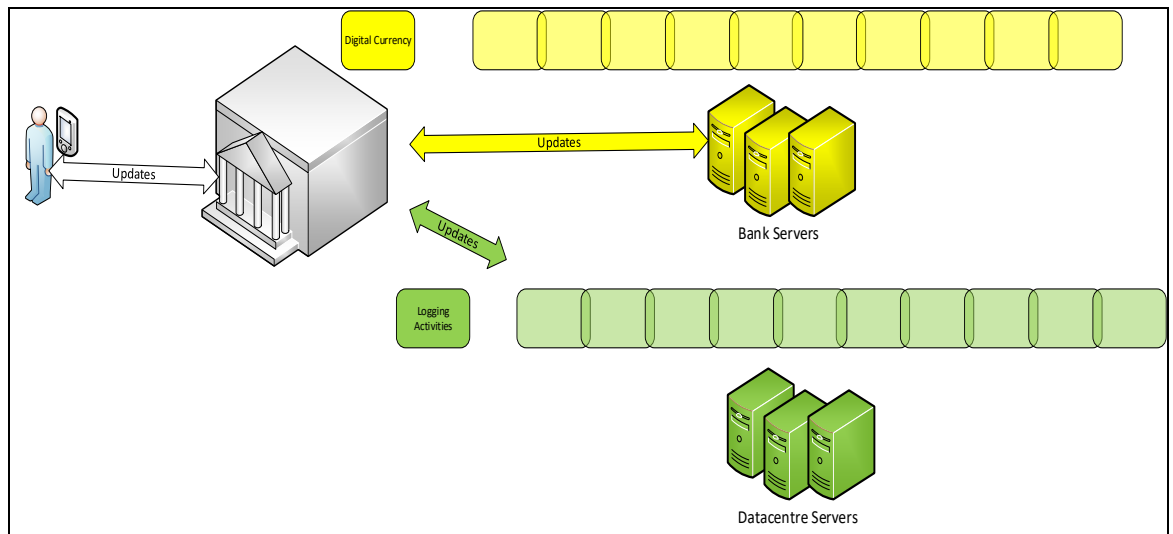 Digital Currency
Updates
Updates
Bank Servers
Updates
Logging
Activities
Datacentre Servers